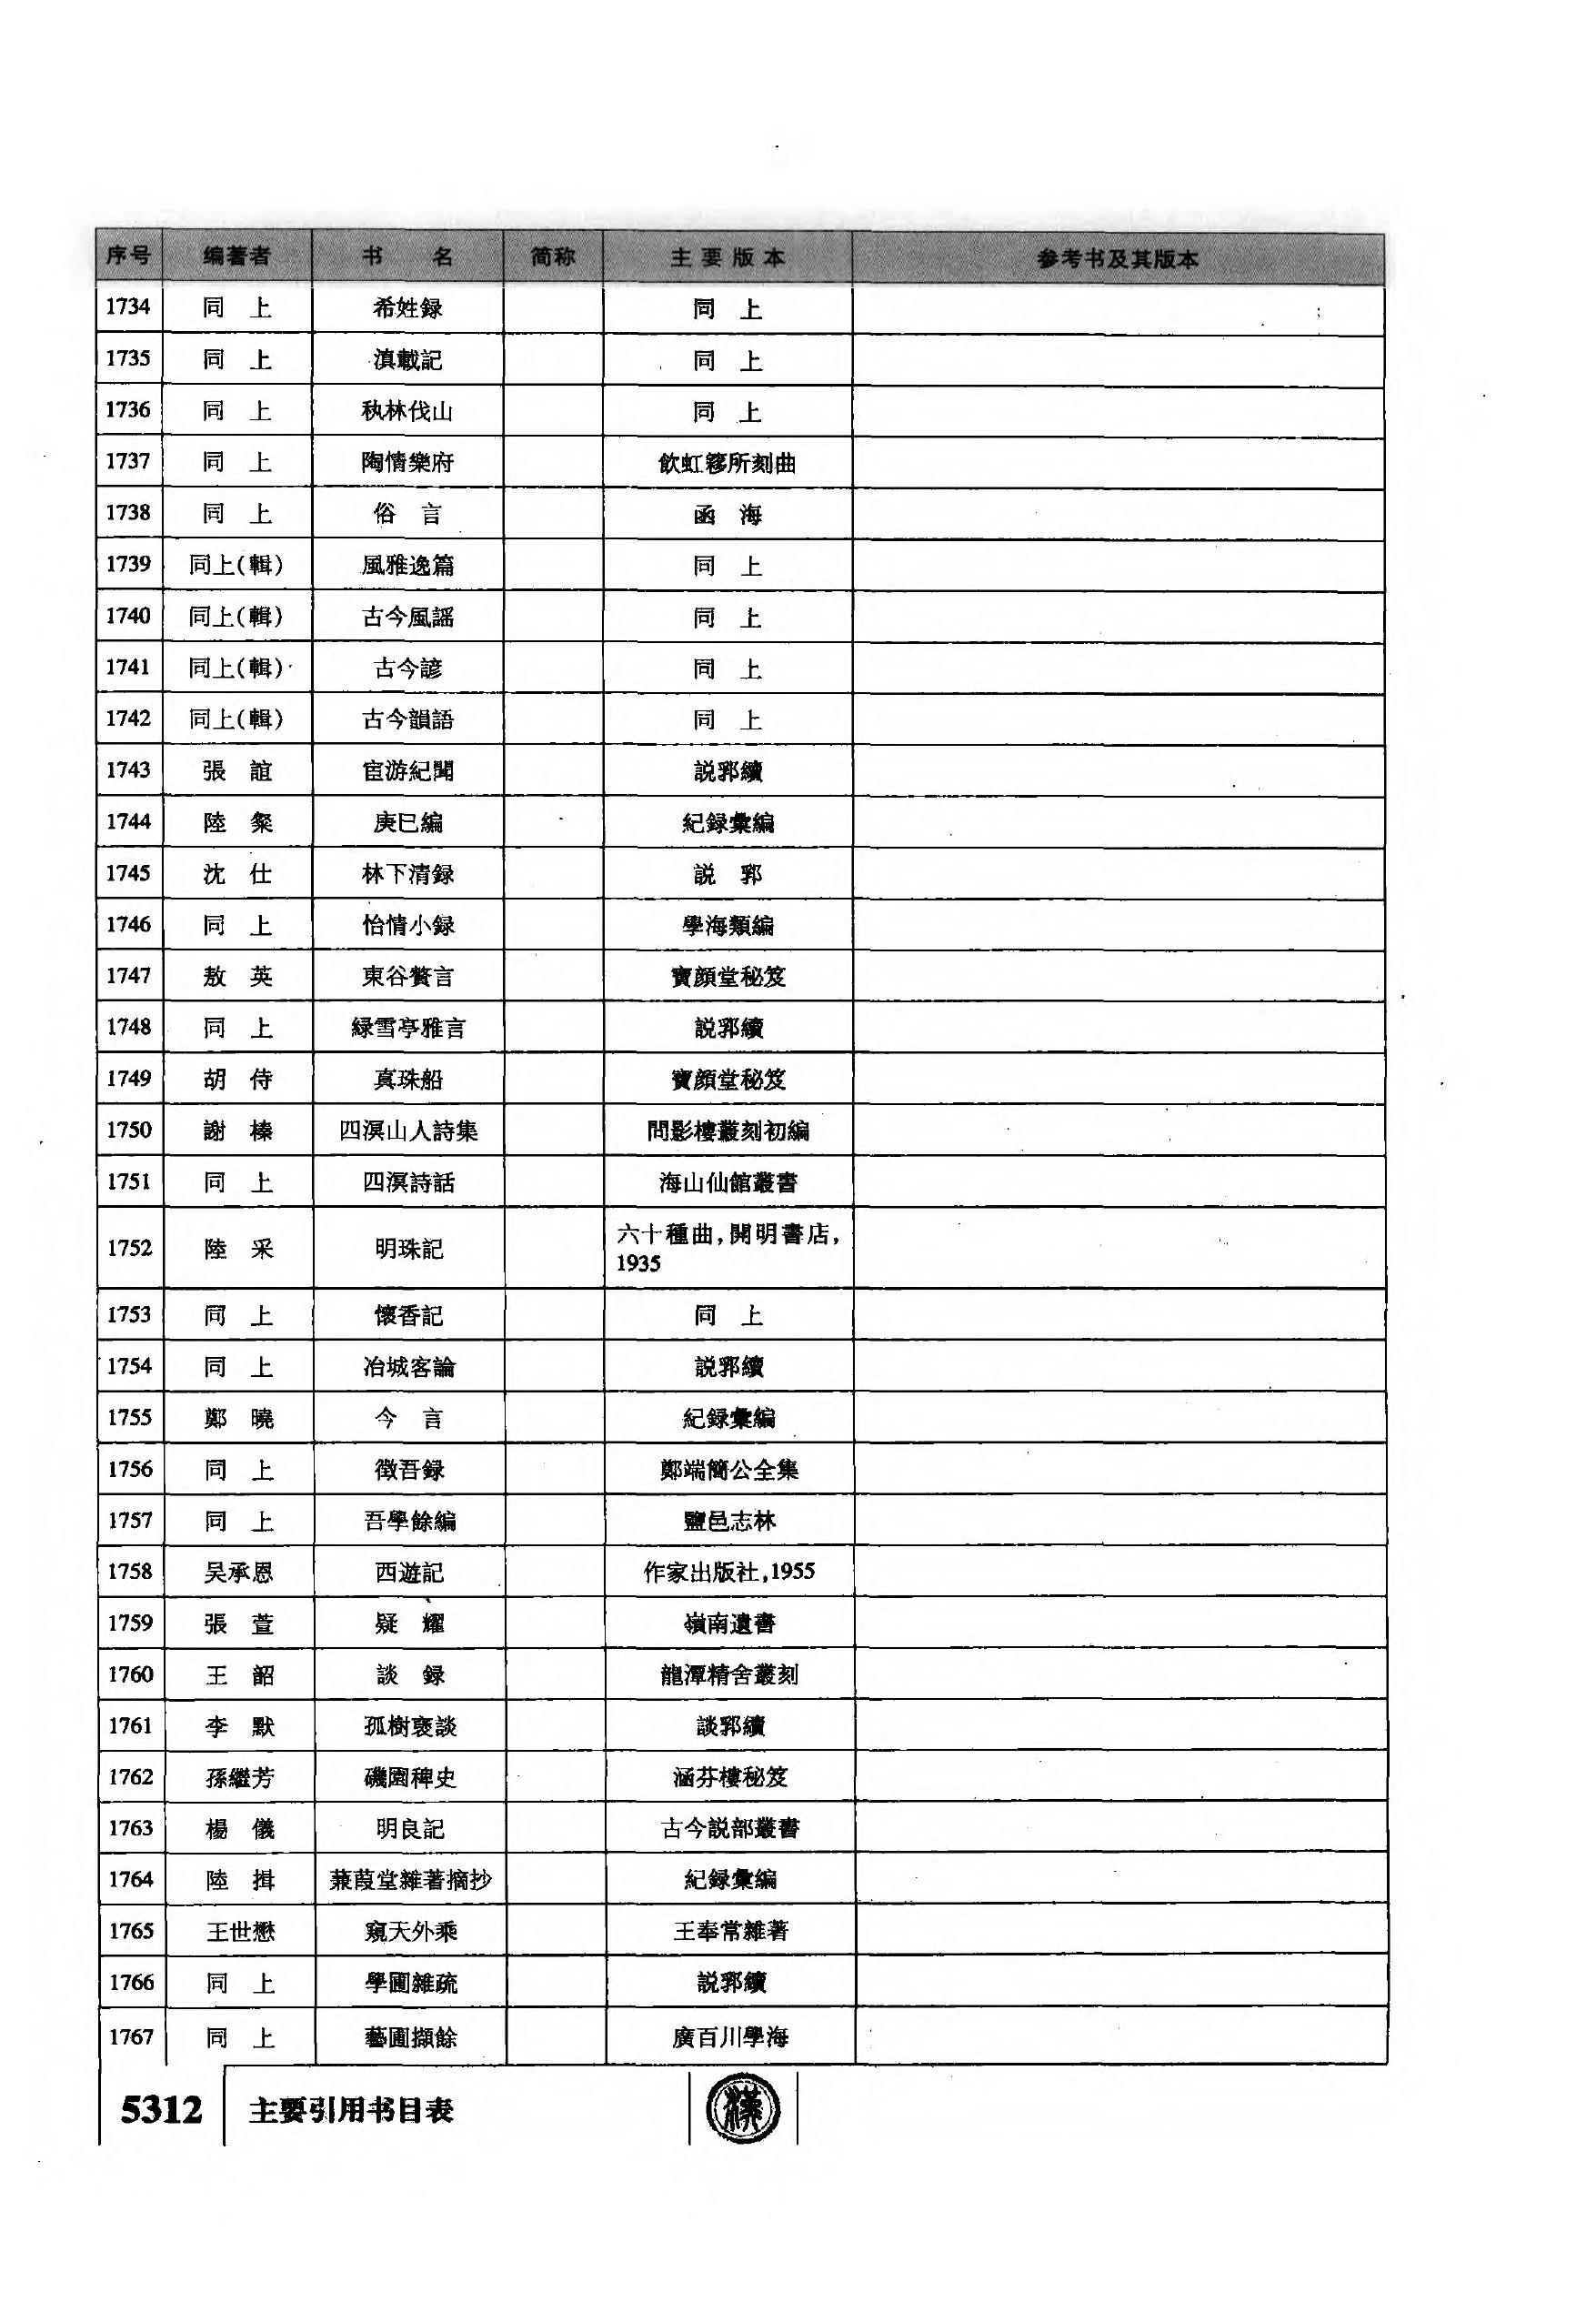 序号 编著者 书 名 简称 主要版本 参考书及其版本
1734 同 上 希姓録 同 上
1735 同 上 滇載記 同 上
1736 同 上 秇林伐山 同 上
1737 同 上 陶情樂府 飲虹簃所刻曲
1738 同 上 俗 言 函 海
1739 同上(輯) 風雅逸篇 同 上
1740 同上(輯) 古今風謡 同 上
1741 同上(輯) 古今諺 同 上
1742 同上(輯) 古今韻語 同 上
1743 張 誼 宦游紀聞 説郛續
1744 陸 粲 庚巳編 紀録彙編
1745 沈 仕 林下清録 説 郛
1746 同 上 怡情小録 學海類編
1747 敖 英 東谷贅言 寶顔堂秘笈
1748 同 上 緑雪亭雅言 説郛續
1749 胡 侍 真珠船 寶顔堂秘笈
1750 謝 榛 四溟山人詩集 問影樓叢刻初編
1751 同 上 四溟詩話 海山仙館叢書
1752 陸 采 明珠記 六十種曲,開明書店,
1935
1753 同 上 懷香記 同 上
1754 同 上 冶城客論 説郛續
1755 鄭 曉 今 言 紀録彙編
1756 同 上 徵吾録 鄭端簡公全集
1757 同 上 吾學餘編 鹽邑志林
1758 吴承恩 西遊記 作家出版社,1955
1759 張 萱 疑 耀 嶺南遺書
1760 王 韶 談 録 龍潭精舍叢刻
1761 李 默 孤樹裒談 談郛續
1762 孫繼芳 磯園稗史 涵芬樓秘笈
1763 楊 儀 明良記 古今説部叢書
1764 陸 揖 蒹葭堂雜著摘抄 紀録彙編
1765 王世懋 窺天外乘 王奉常雜著
1766 同 上 學圃雜疏 説郛續
1767 同 上 藝圃擷餘 廣百川學海
5312 主要引用书目表 漢